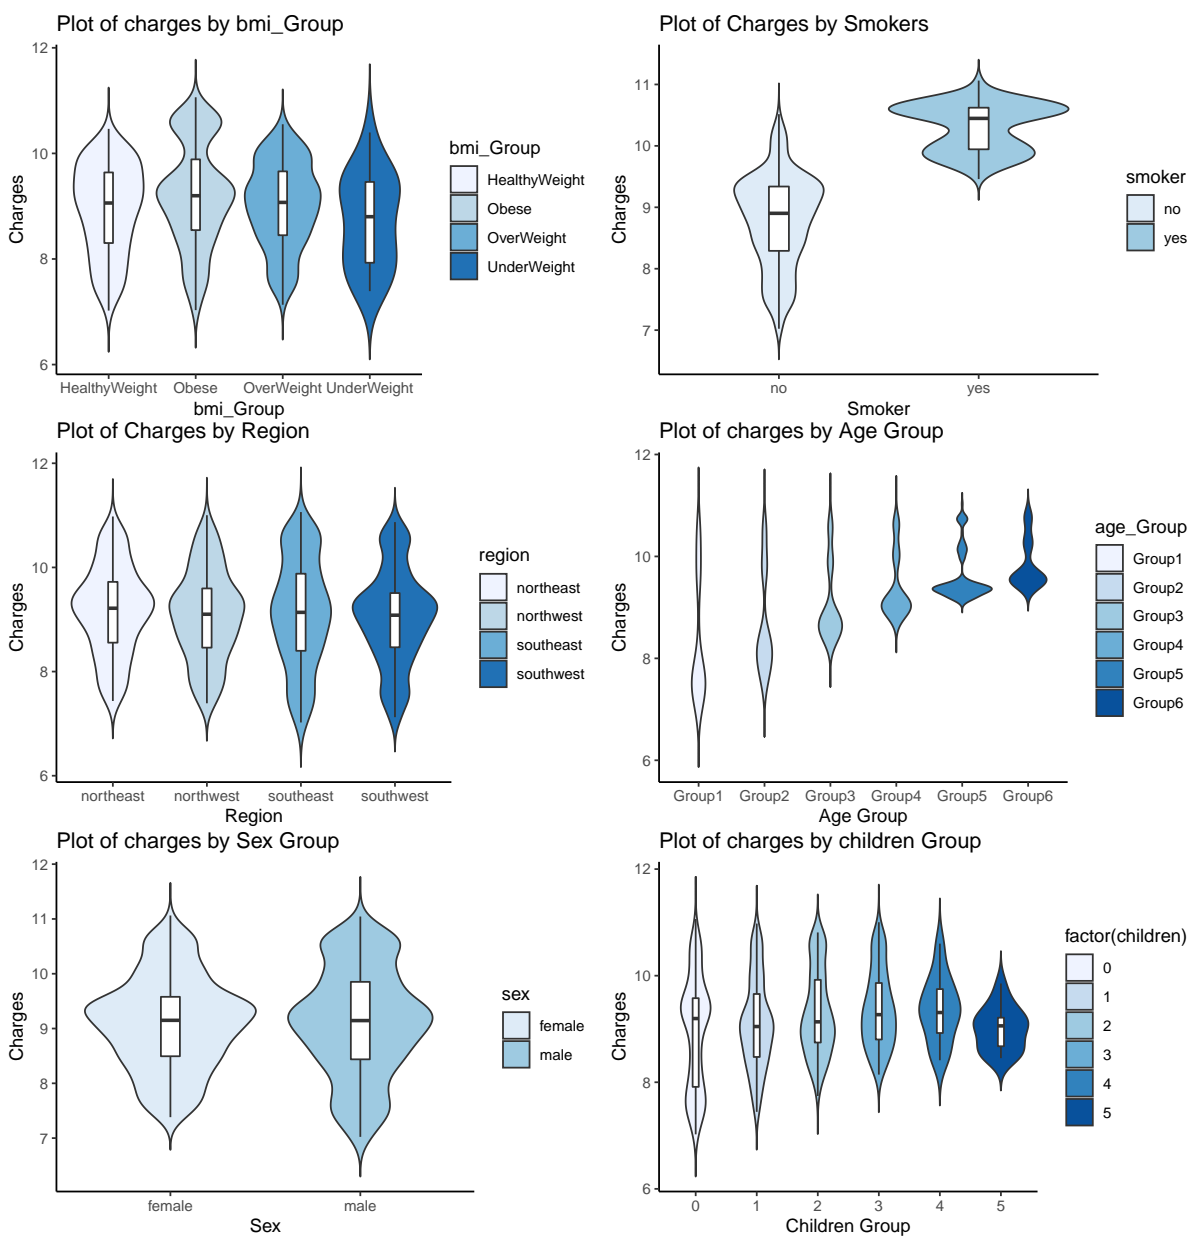 Plot of charges by bmi_Group
12
10
8
6
Charges
HealthyWeight Obese OverWeight UnderWeight
bmi_Group
bmi_Group
HealthyWeight
Obese
OverWeight
UnderWeight
Plot of Charges by Smokers
11
10
9
8
7
Charges
no yes
Smoker
smoker
no
yes
Plot of Charges by Region
12
10
8
6
Charges
northeast northwest southeast southwest
Region
region
northeast
northwest
southeast
southwest
Plot of charges by Age Group
12
10
8
6
Charges
Group1 Group2 Group3 Group4 Group5 Group6
Age Group
age_Group
Group1
Group2
Group3
Group4
Group5
Group6
Plot of charges by Sex Group
12
11
10
9
8
7
Charges
female male
Sex
sex
female
male
Plot of charges by children Group
12
10
8
6
Charges
0 1 2 3 4 5
Children Group
factor(children)
0
1
2
3
4
5